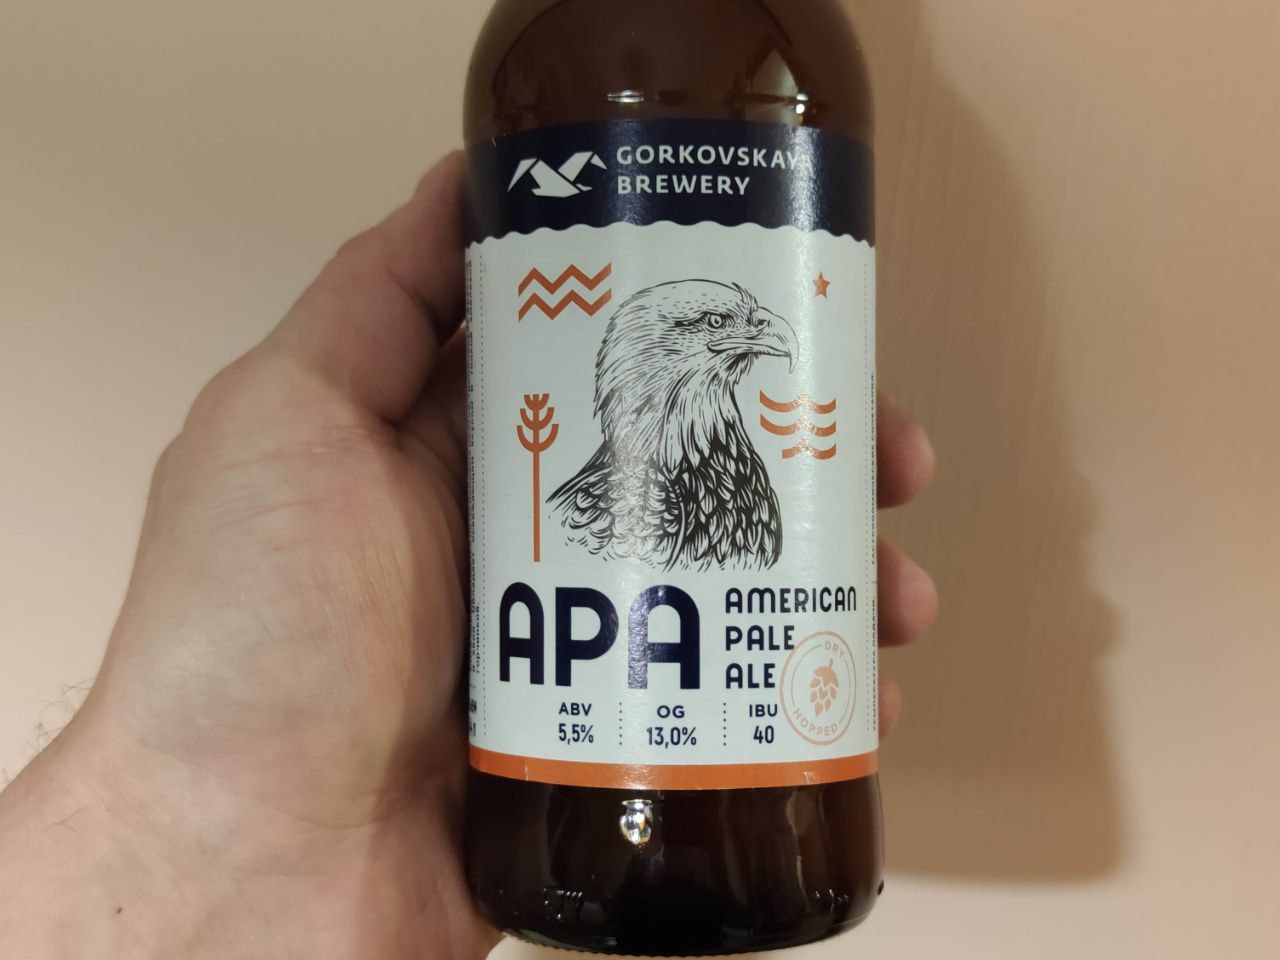 GORKOVSKAYA
BREWERY
APA
AMERICAN
PALE
ALE
DRY
HOPPED
ABV
5,5%
OG
13,0%
IBU
40